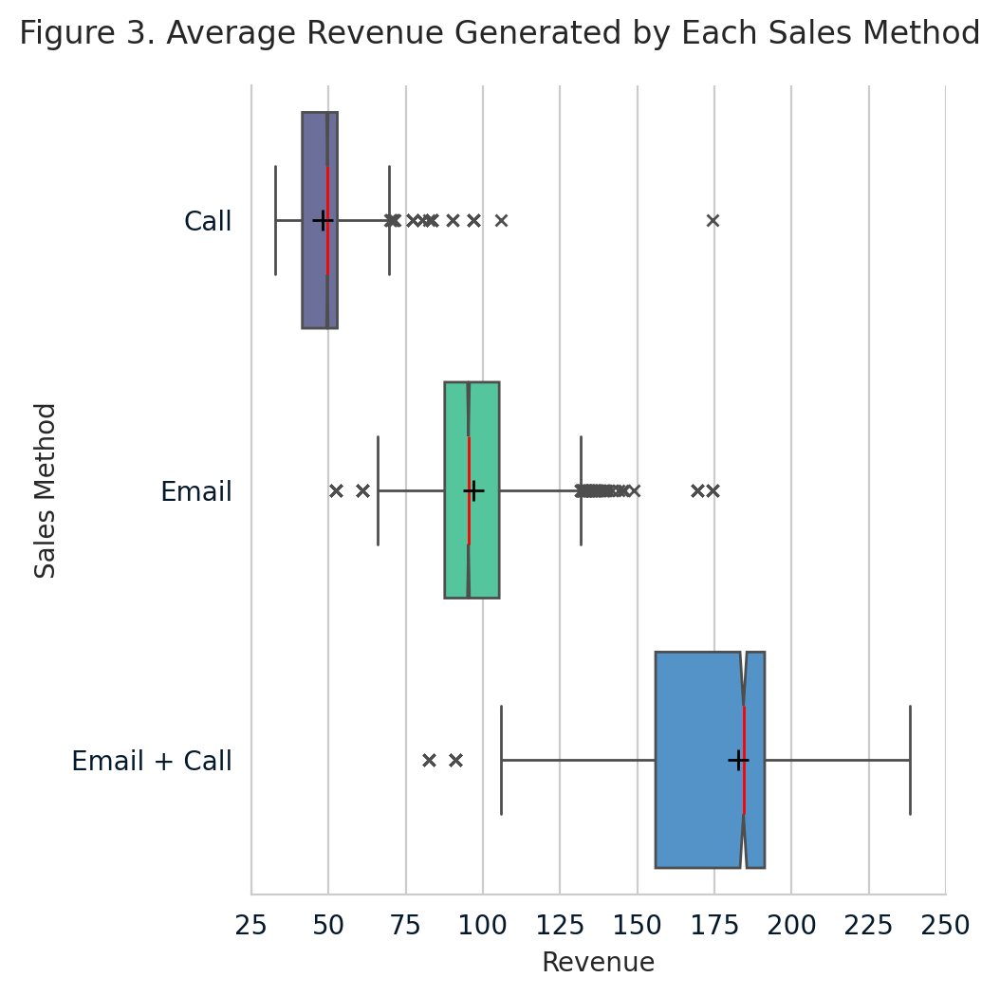 Figure 3. Average Revenue Generated by Each Sales Method
Call
Email
Email + Call
Sales Method
25 50 75 100 125 150 175 200 225 250
Revenue